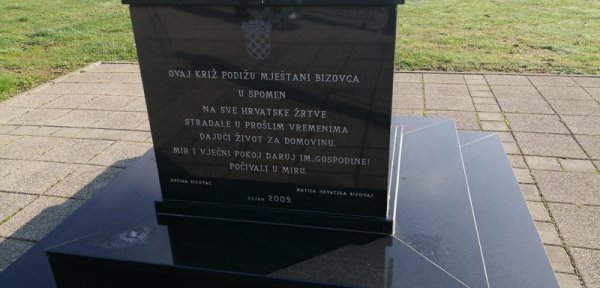 OVAJ KRIŽ PODIŽU MJEŠTANI BIZOVCA
U SPOMEN
NA SVE HRVATSKE ŽRTVE
STRADALE U PROŠLIM VREMENIMA
DAJUĆI ŽIVOT ZA DOMOVINU.
MIR I VJEČNI POKOJ DARUJ IM, GOSPODINE!
POČIVALI U MIRU.
OPĆINA BIZOVAC
MATICA HRVATSKA BIZOVAC
RUJAN 2009.